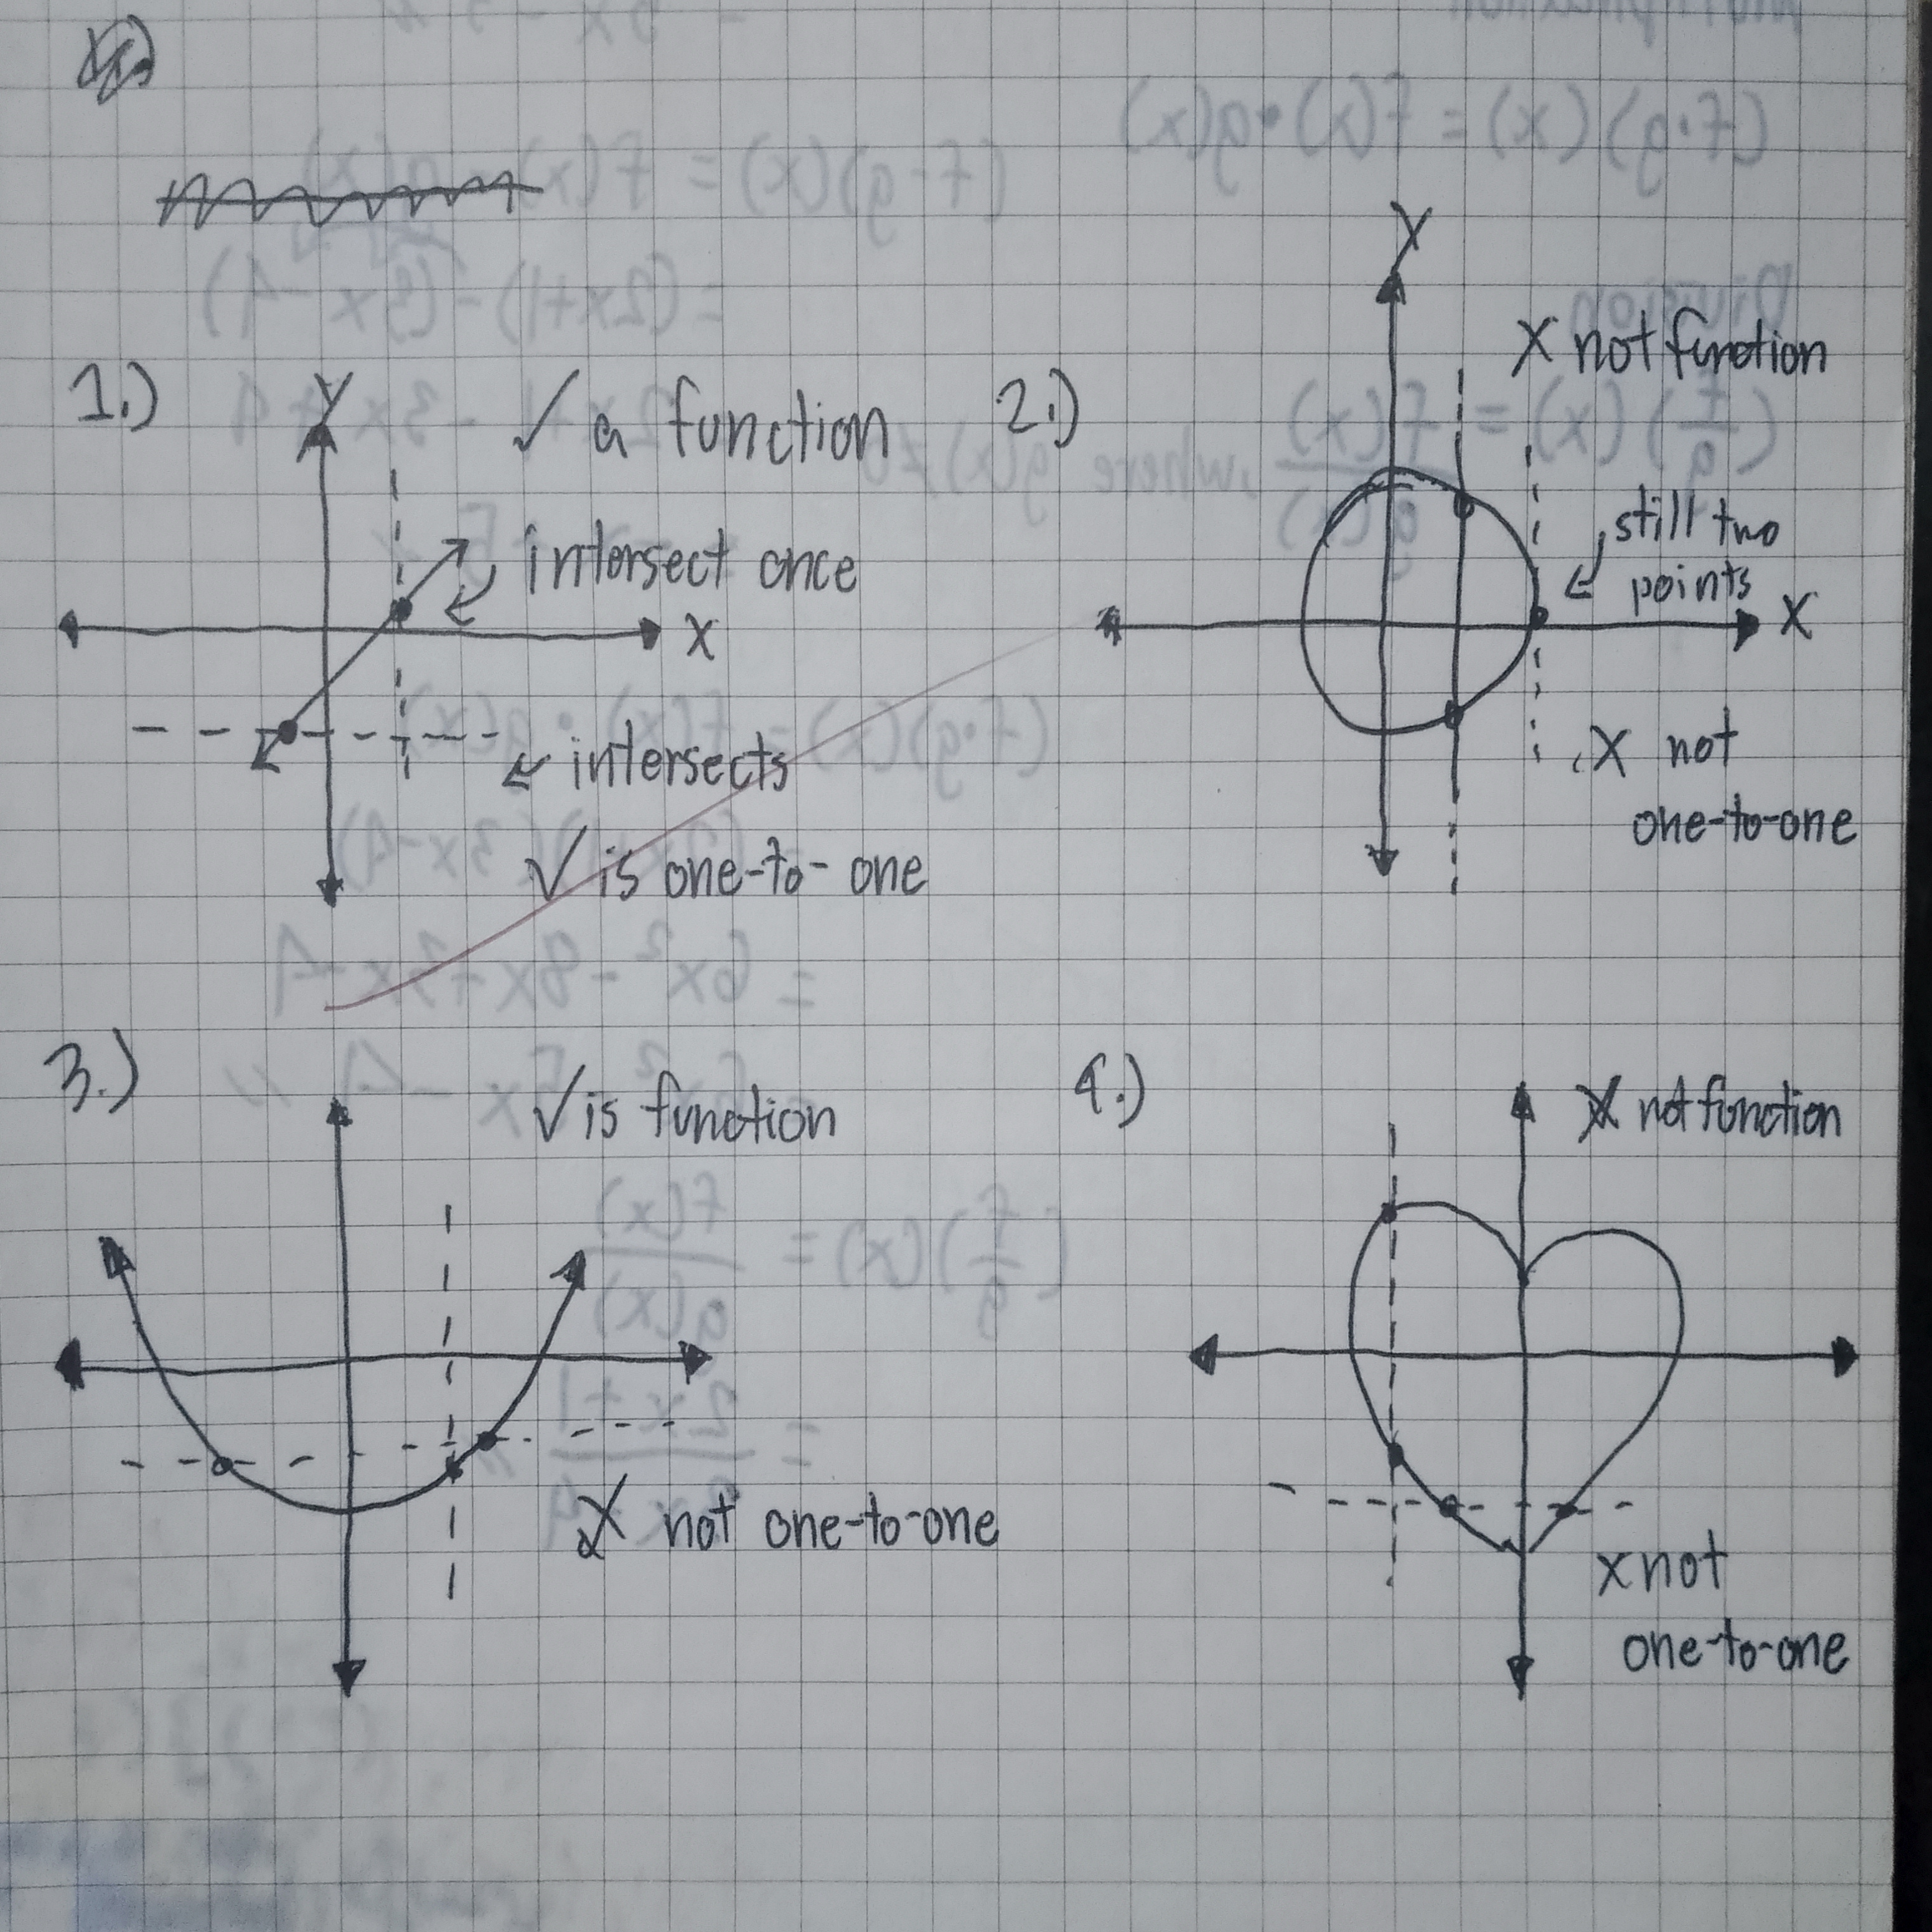 1.)
Y
✓ a function
intersect once
X
intersects
✓ is one-to-one
2.)
Y
X not function
still two
points
X
X not
one-to-one
3.)
✓ is function
X not one-to-one
4.)
X not function
x not
one-to-one